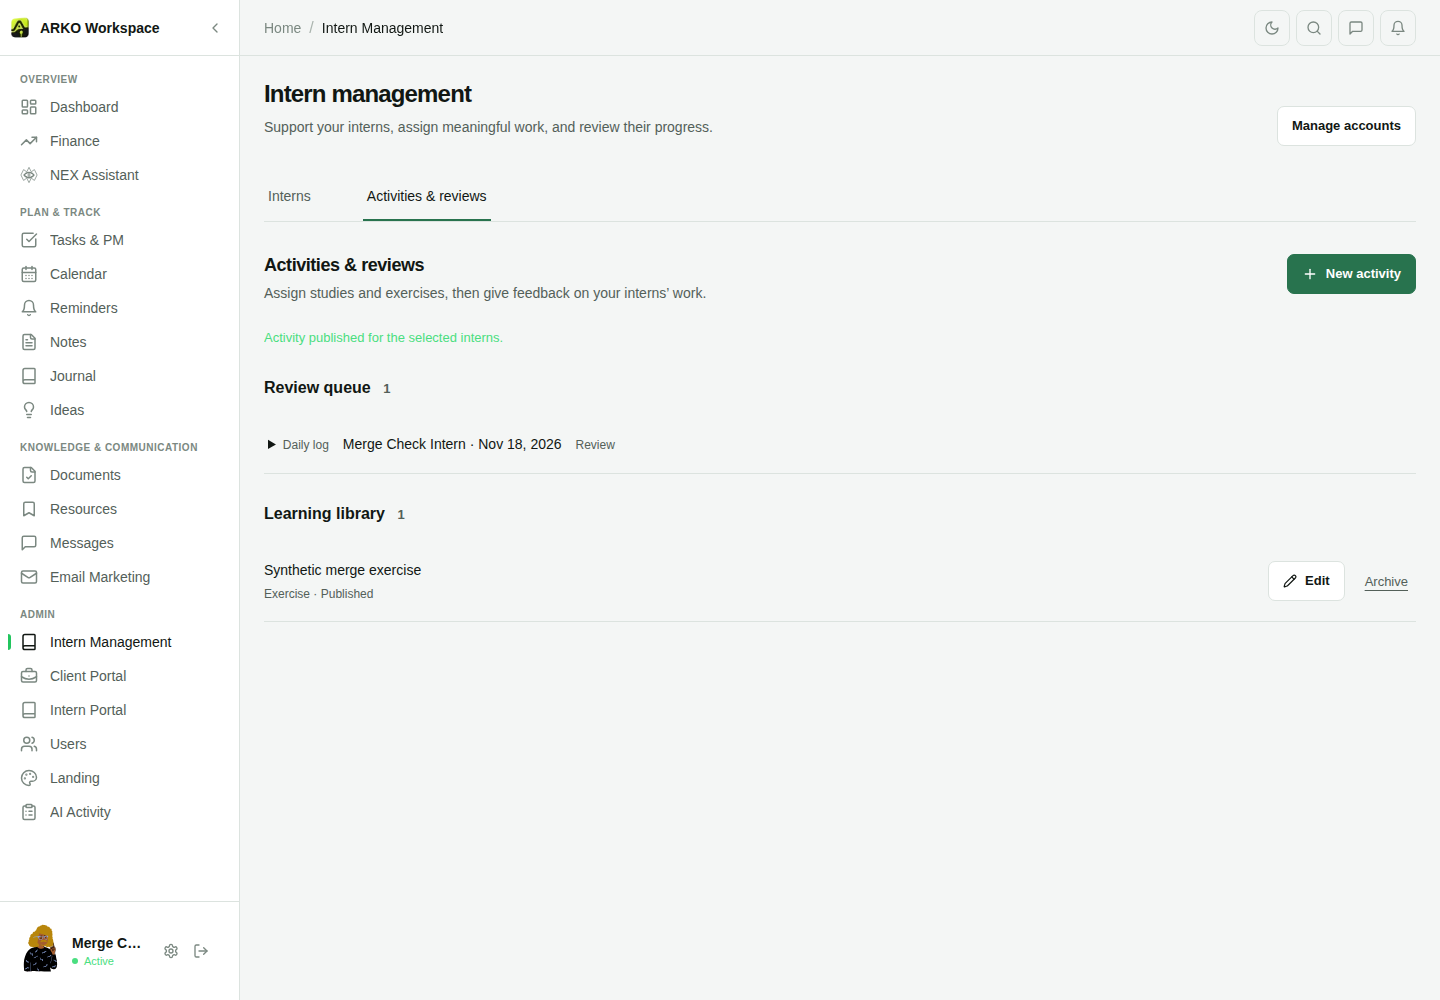 ARKO Workspace
Home / Intern Management
OVERVIEW
Dashboard
Finance
NEX Assistant
PLAN & TRACK
Tasks & PM
Calendar
Reminders
Notes
Journal
Ideas
KNOWLEDGE & COMMUNICATION
Documents
Resources
Messages
Email Marketing
ADMIN
Intern Management
Client Portal
Intern Portal
Users
Landing
AI Activity
Merge C...
Active
Intern management
Support your interns, assign meaningful work, and review their progress.
Manage accounts
Interns
Activities & reviews
Activities & reviews
Assign studies and exercises, then give feedback on your interns’ work.
New activity
Activity published for the selected interns.
Review queue 1
Daily log Merge Check Intern · Nov 18, 2026 Review
Learning library 1
Synthetic merge exercise
Exercise · Published
Edit
Archive